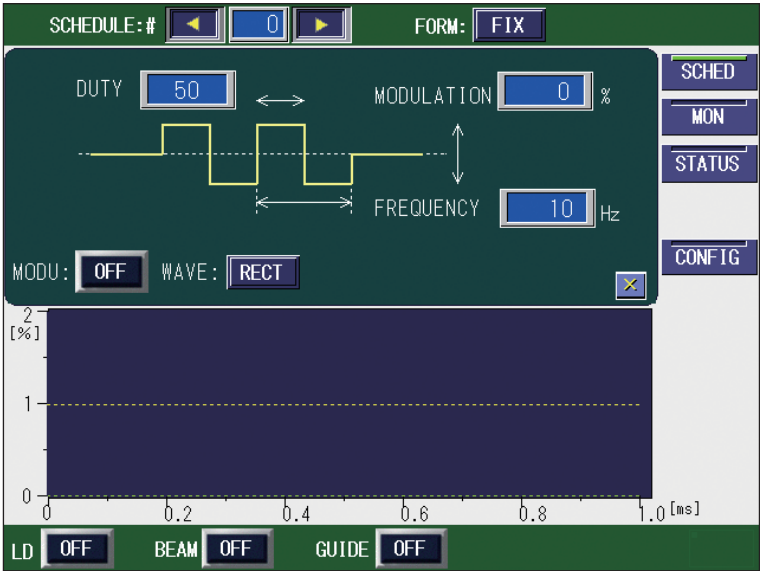 SCHEDULE:# 0 FORM: FIX
SCHED
DUTY 50 MODULATION 0 %
MON
STATUS
FREQUENCY 10 Hz
CONFIG
MODU: OFF WAVE: RECT
2
[%]
1
0
0 0.2 0.4 0.6 0.8 1.0 [ms]
LD OFF BEAM OFF GUIDE OFF